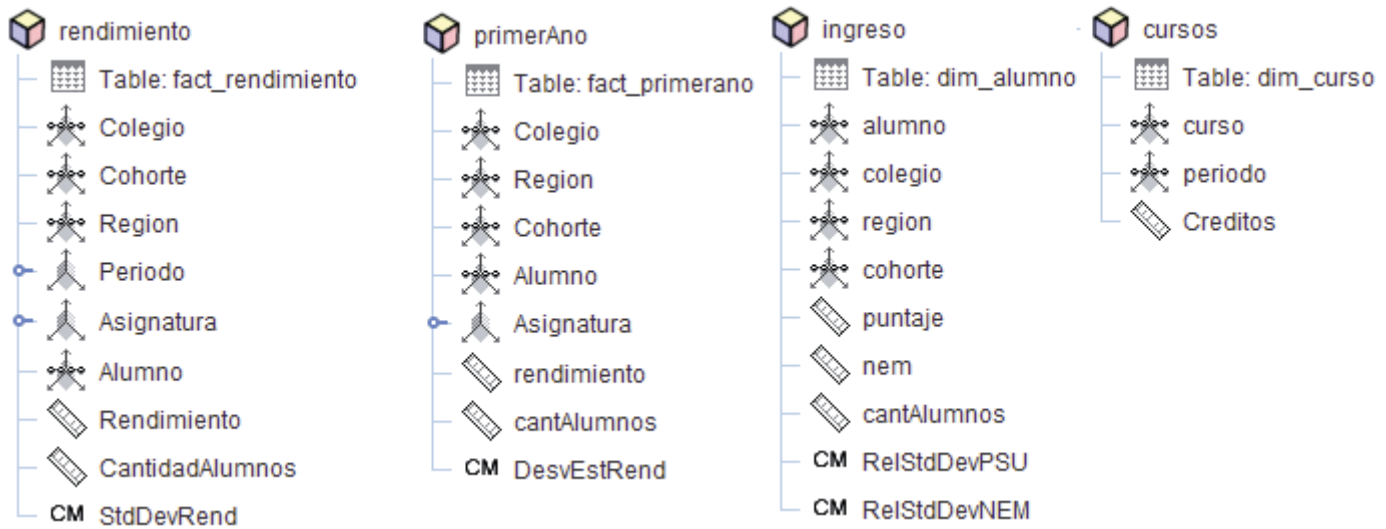 rendimiento
Table: fact_rendimiento
Colegio
Cohorte
Region
Periodo
Asignatura
Alumno
Rendimiento
CantidadAlumnos
CM StdDevRend
primerAno
Table: fact_primerano
Colegio
Region
Cohorte
Alumno
Asignatura
rendimiento
cantAlumnos
CM DesvEstRend
ingreso
Table: dim_alumno
alumno
colegio
region
cohorte
puntaje
nem
cantAlumnos
CM RelStdDevPSU
CM RelStdDevNEM
cursos
Table: dim_curso
curso
periodo
Creditos